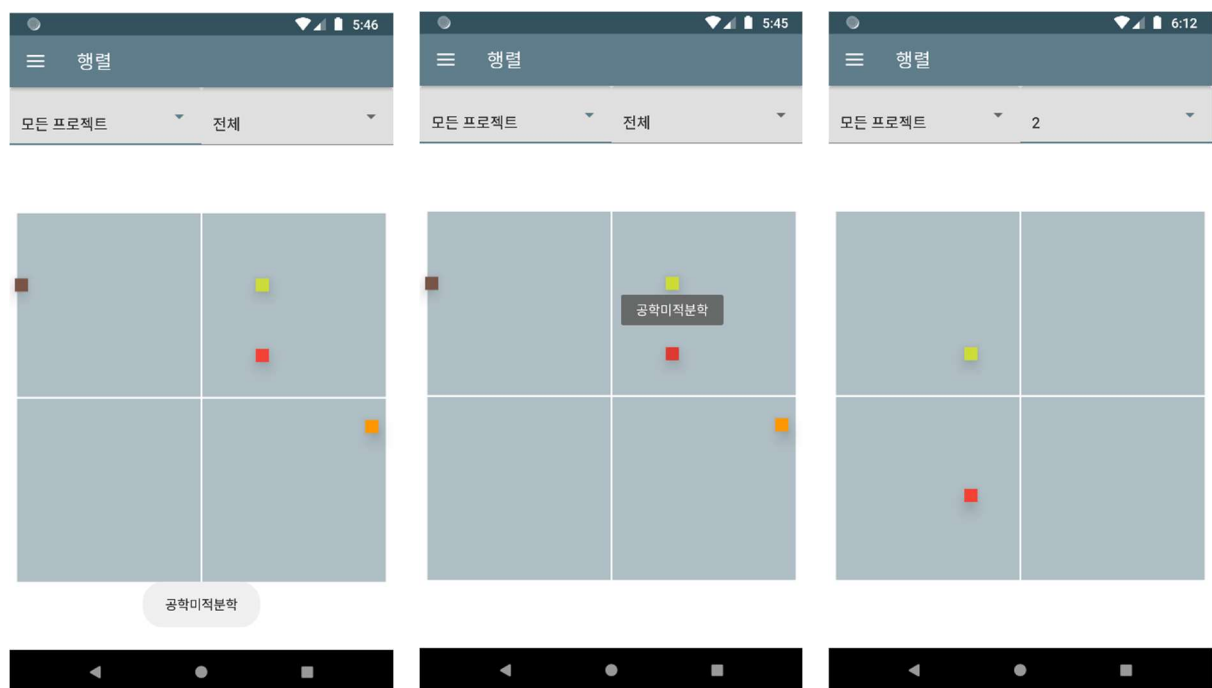 5:46
행렬
모든 프로젝트 전체
공학미적분학
5:45
행렬
모든 프로젝트 전체
공학미적분학
6:12
행렬
모든 프로젝트 2